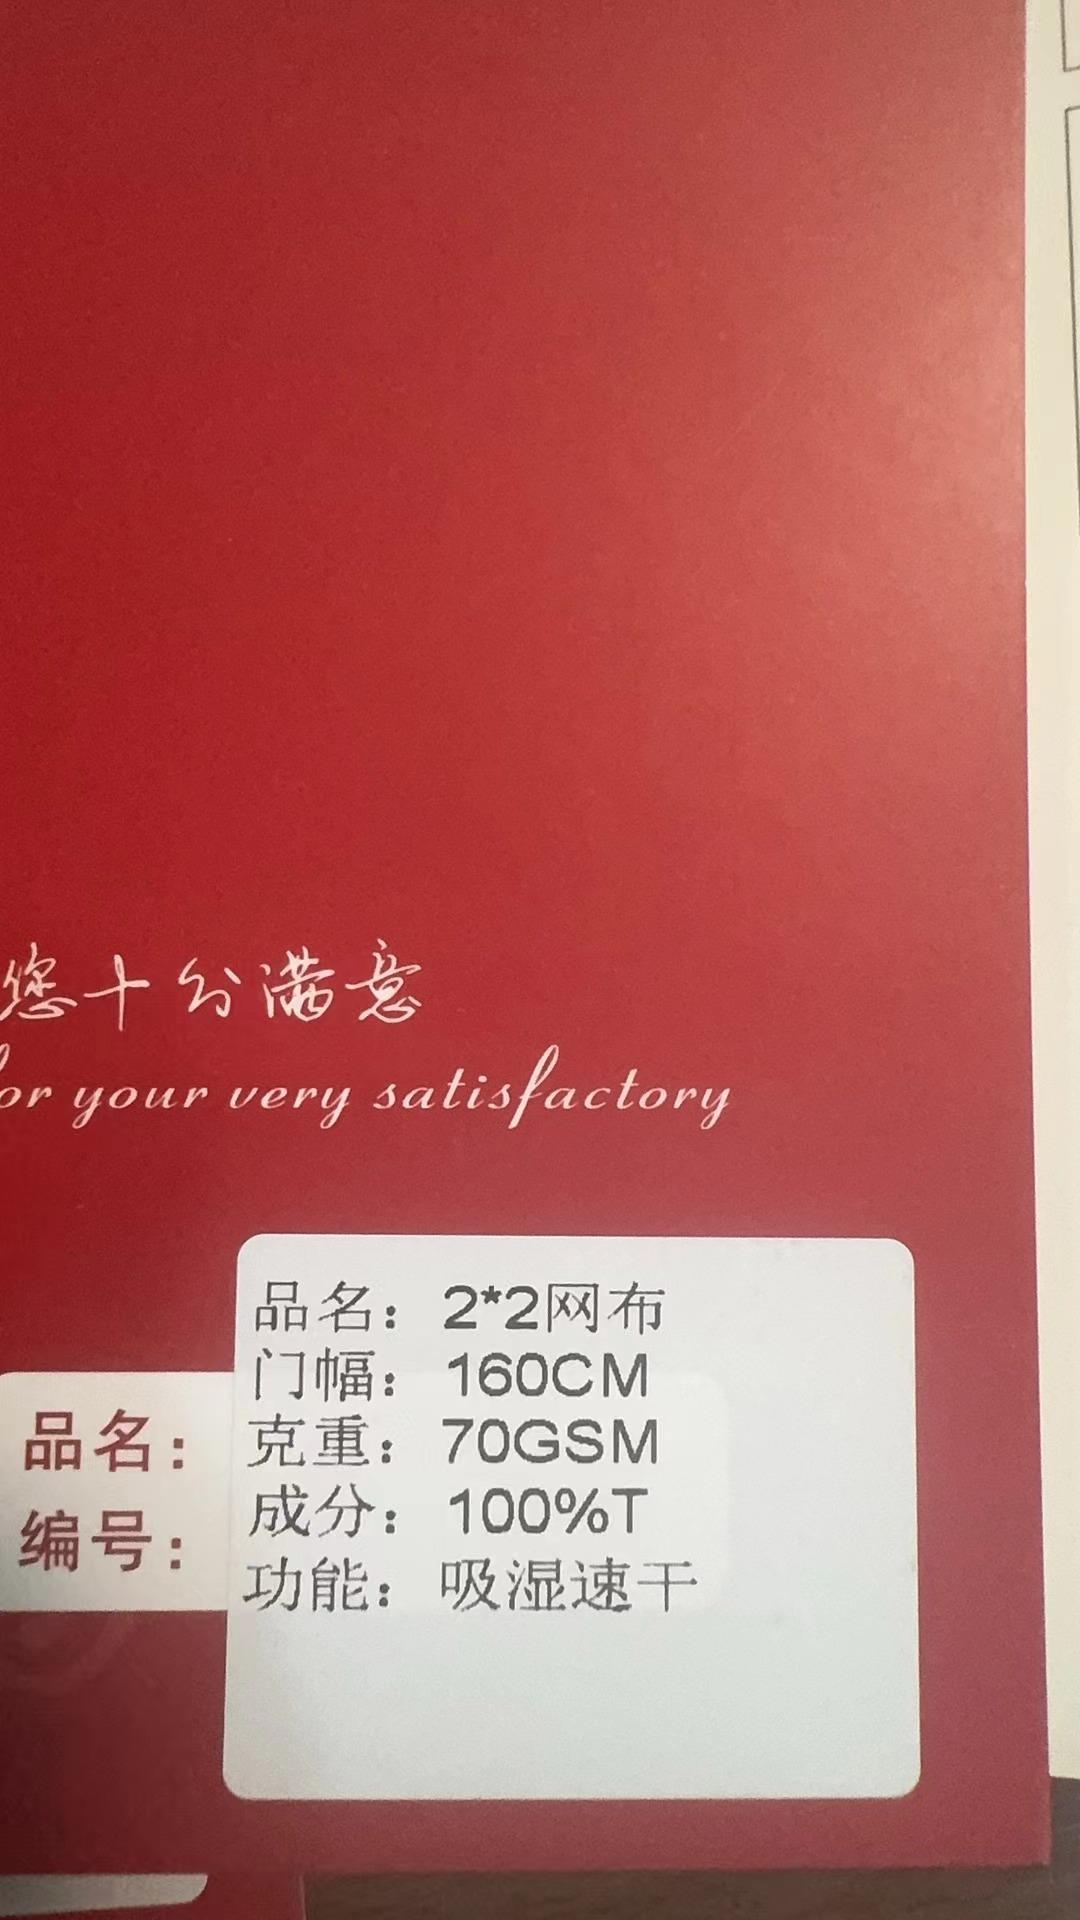 您十分满意
or your very satisfactory
品名：2*2网布
门幅：160CM
克重：70GSM
成分：100%T
功能：吸湿速干
品名：
编号：